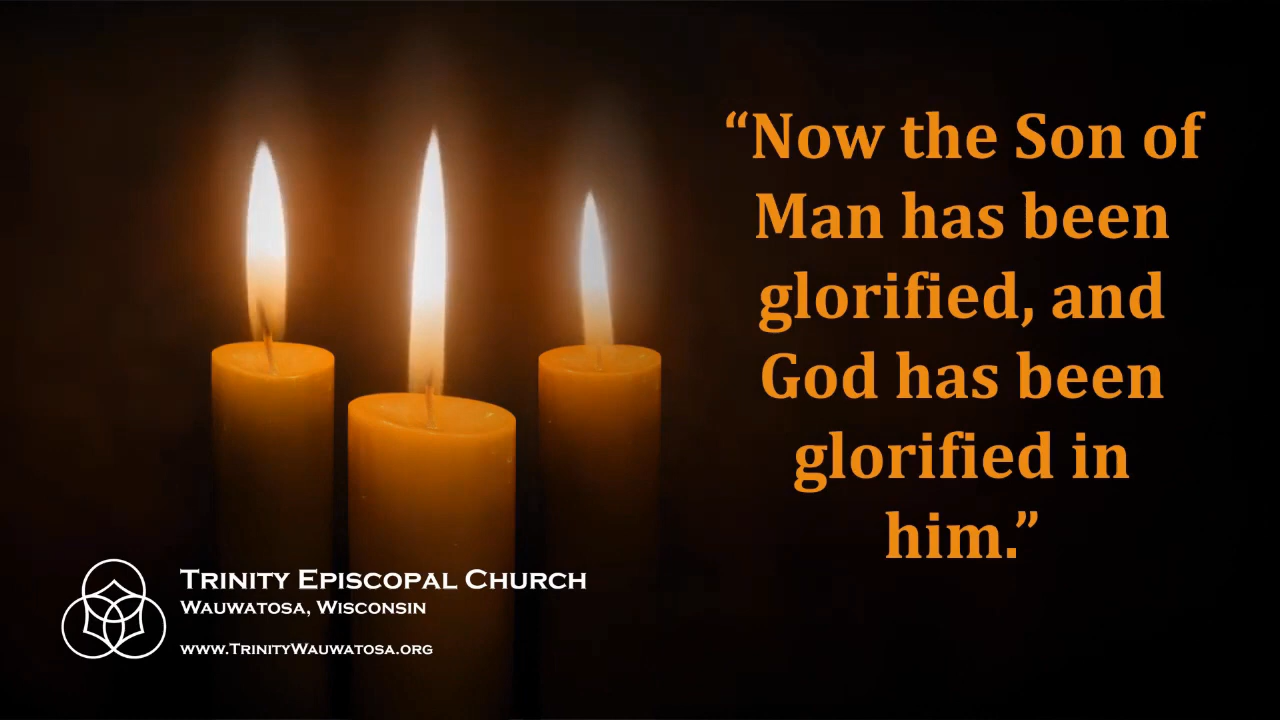 “Now the Son of
Man has been
glorified, and
God has been
glorified in
him.”
Trinity Episcopal Church
Wauwatosa, Wisconsin
www.TrinityWauwatosa.org